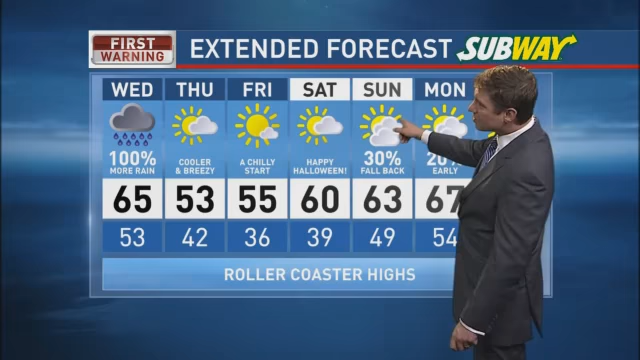 FIRST WARNING
EXTENDED FORECAST SUBWAY
WED THU FRI SAT SUN MON
100% MORE RAIN
COOLER & BREEZY
A CHILLY START
HAPPY HALLOWEEN!
30% FALL BACK
EARLY
65 53 55 60 63 67
53 42 36 39 49 54
ROLLER COASTER HIGHS